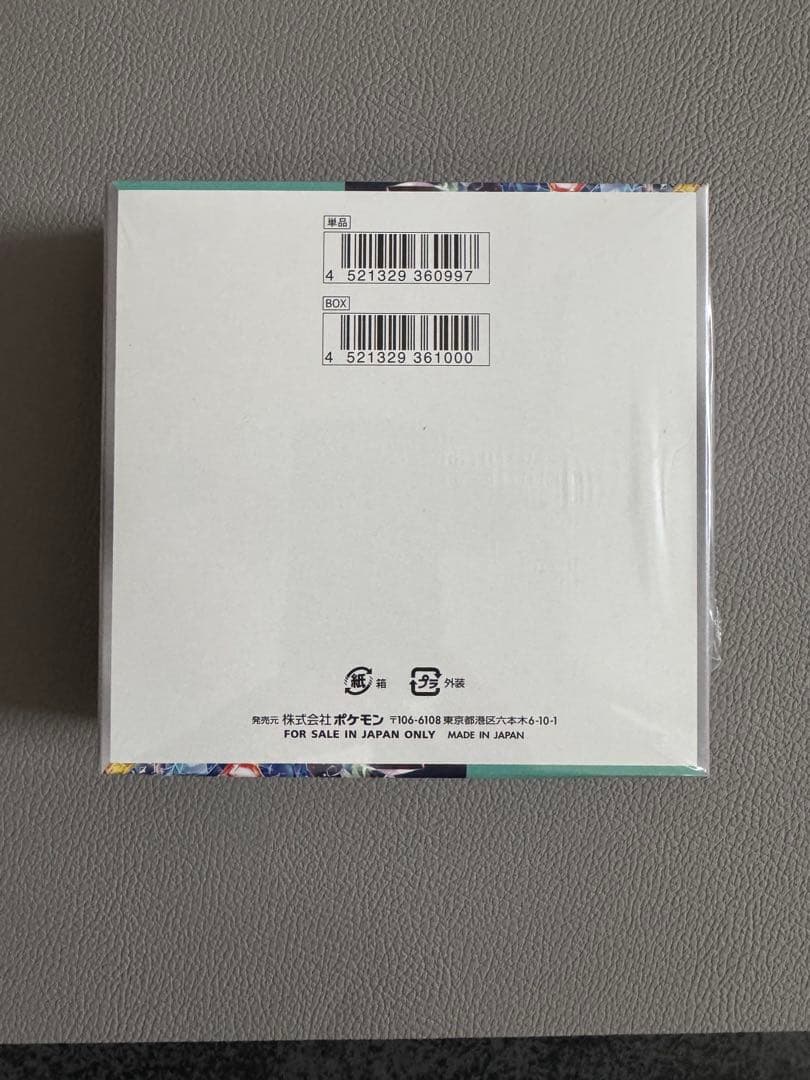 単品
4 521329 360997
BOX
4 521329 361000
紙 箱 プラ 外装
発売元 株式会社ポケモン 〒106-6108 東京都港区六本木6-10-1
FOR SALE IN JAPAN ONLY MADE IN JAPAN